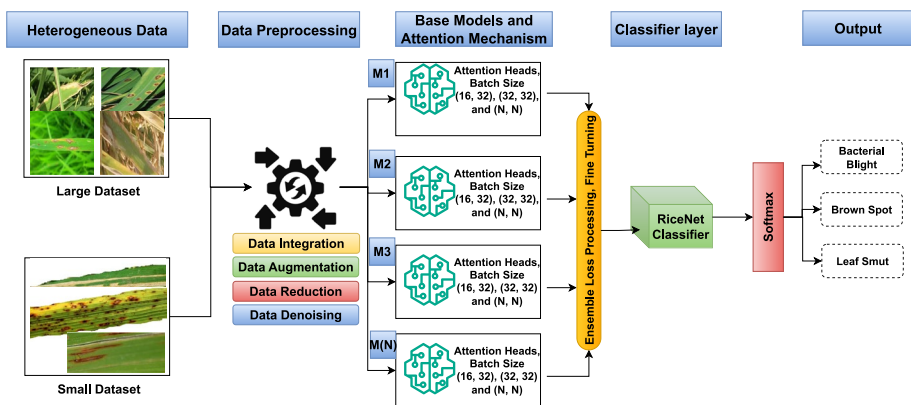 Heterogeneous Data
Data Preprocessing
Base Models and
Attention Mechanism
Classifier layer
Output
Large Dataset
Small Dataset
Data Integration
Data Augmentation
Data Reduction
Data Denoising
M1
Attention Heads,
Batch Size
(16, 32), (32, 32),
and (N, N)
M2
Attention Heads,
Batch Size
(16, 32), (32, 32),
and (N, N)
M3
Attention Heads,
Batch Size
(16, 32), (32, 32)
and (N, N)
M(N)
Attention Heads,
Batch Size
(16, 32), (32, 32)
and (N, N)
Ensemble Loss Processing, Fine Turning
RiceNet
Classifier
Softmax
Bacterial
Blight
Brown Spot
Leaf Smut